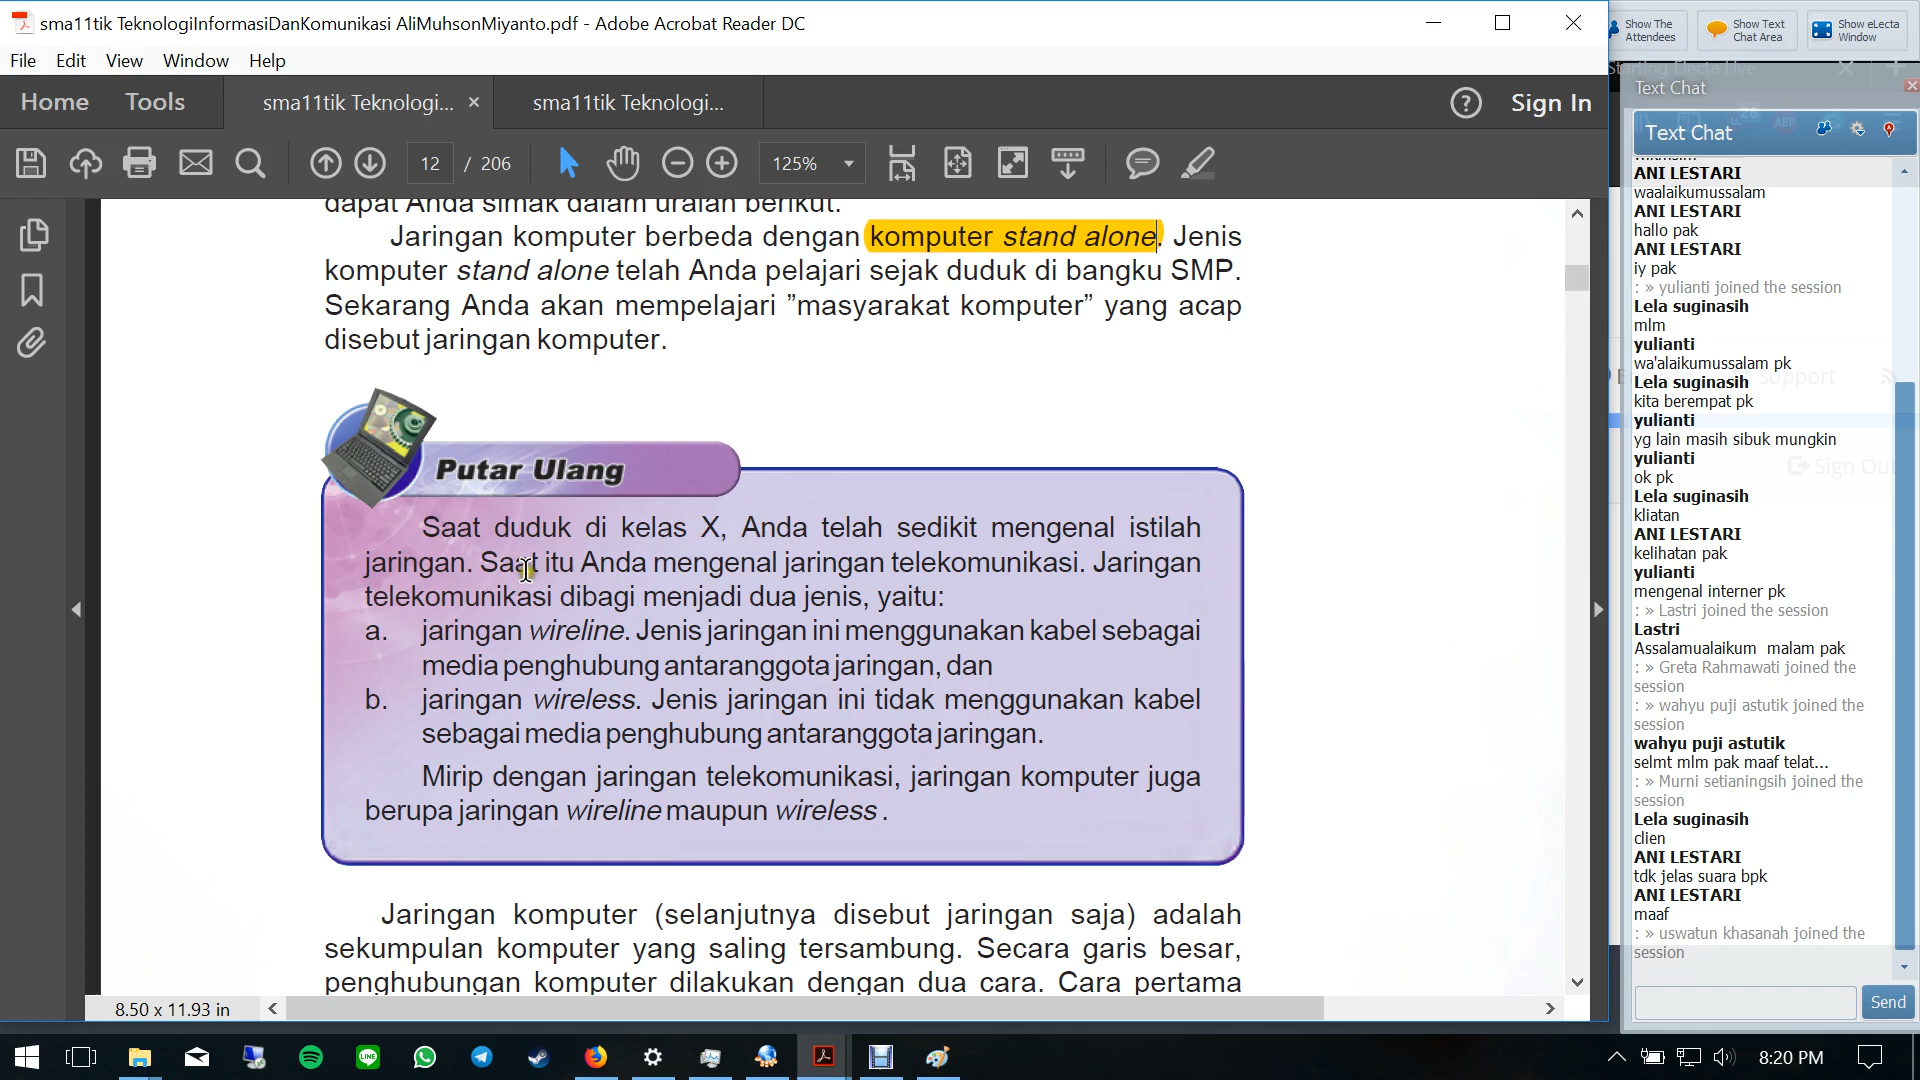 sma11tik TeknologiInformasiDanKomunikasi AliMuhsonMiyanto.pdf - Adobe Acrobat Reader DC
File Edit View Window Help
Home Tools
sma11tik Teknologi... ×
sma11tik Teknologi...
Sign In
12 / 206
125%
dapat Anda simak dalam uraian berikut.
Jaringan komputer berbeda dengan komputer stand alone. Jenis
komputer stand alone telah Anda pelajari sejak duduk di bangku SMP.
Sekarang Anda akan mempelajari ”masyarakat komputer” yang acap
disebut jaringan komputer.
Putar Ulang
Saat duduk di kelas X, Anda telah sedikit mengenal istilah
jaringan. Saat itu Anda mengenal jaringan telekomunikasi. Jaringan
telekomunikasi dibagi menjadi dua jenis, yaitu:
a. jaringan wireline. Jenis jaringan ini menggunakan kabel sebagai
media penghubung antaranggota jaringan, dan
b. jaringan wireless. Jenis jaringan ini tidak menggunakan kabel
sebagai media penghubung antaranggota jaringan.
Mirip dengan jaringan telekomunikasi, jaringan komputer juga
berupa jaringan wireline maupun wireless.
Jaringan komputer (selanjutnya disebut jaringan saja) adalah
sekumpulan komputer yang saling tersambung. Secara garis besar,
penghubungan komputer dilakukan dengan dua cara. Cara pertama
8.50 x 11.93 in
Show The
Attendees
Show Text
Chat Area
Show eLecta
Window
Starting Electa Live
Text Chat
Text Chat
ANI LESTARI
waalaikumussalam
ANI LESTARI
hallo pak
ANI LESTARI
iy pak
: » yulianti joined the session
Lela suginasih
mlm
yulianti
wa'alaikumussalam pk
Support
Lela suginasih
kita berempat pk
yulianti
yg lain masih sibuk mungkin
yulianti
Sign Out
ok pk
Lela suginasih
kliatan
ANI LESTARI
kelihatan pak
yulianti
mengenal interner pk
: » Lastri joined the session
Lastri
Assalamualaikum malam pak
: » Greta Rahmawati joined the
session
: » wahyu puji astutik joined the
session
wahyu puji astutik
selmt mlm pak maaf telat...
: » Murni setianingsih joined the
session
Lela suginasih
clien
ANI LESTARI
tdk jelas suara bpk
ANI LESTARI
maaf
: » uswatun khasanah joined the
session
Send
LINE
8:20 PM